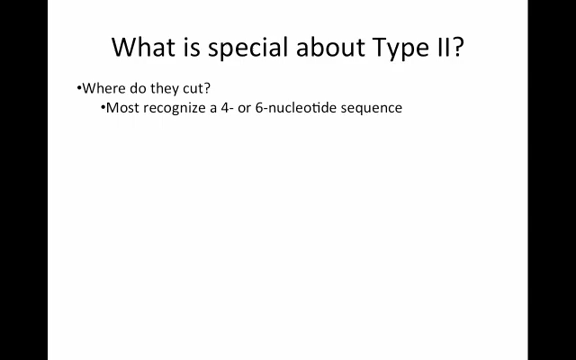 What is special about Type II?
•Where do they cut?
•Most recognize a 4- or 6-nucleotide sequence